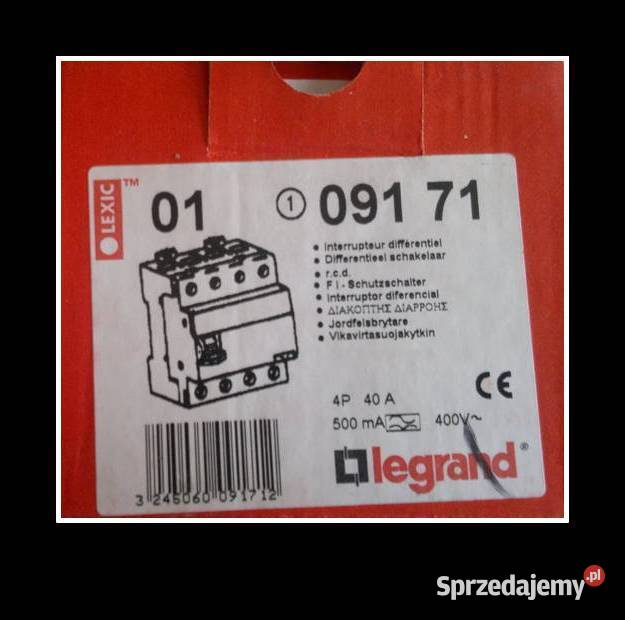 LEXIC™
01 ① 091 71
• Interrupteur différentiel
• Differentieel schakelaar
• r.c.d.
• F I - Schutzschalter
• Interruptor diferencial
• ΔΙΑΚΟΠΤΗΣ ΔΙΑΡΡΟΗΣ
• Jordfelsbrytare
• Vikavirtasuojakytkin
CE
4P 40 A
500 mA 400V~
legrand®
3 245060 091712
Sprzedajemy.pl